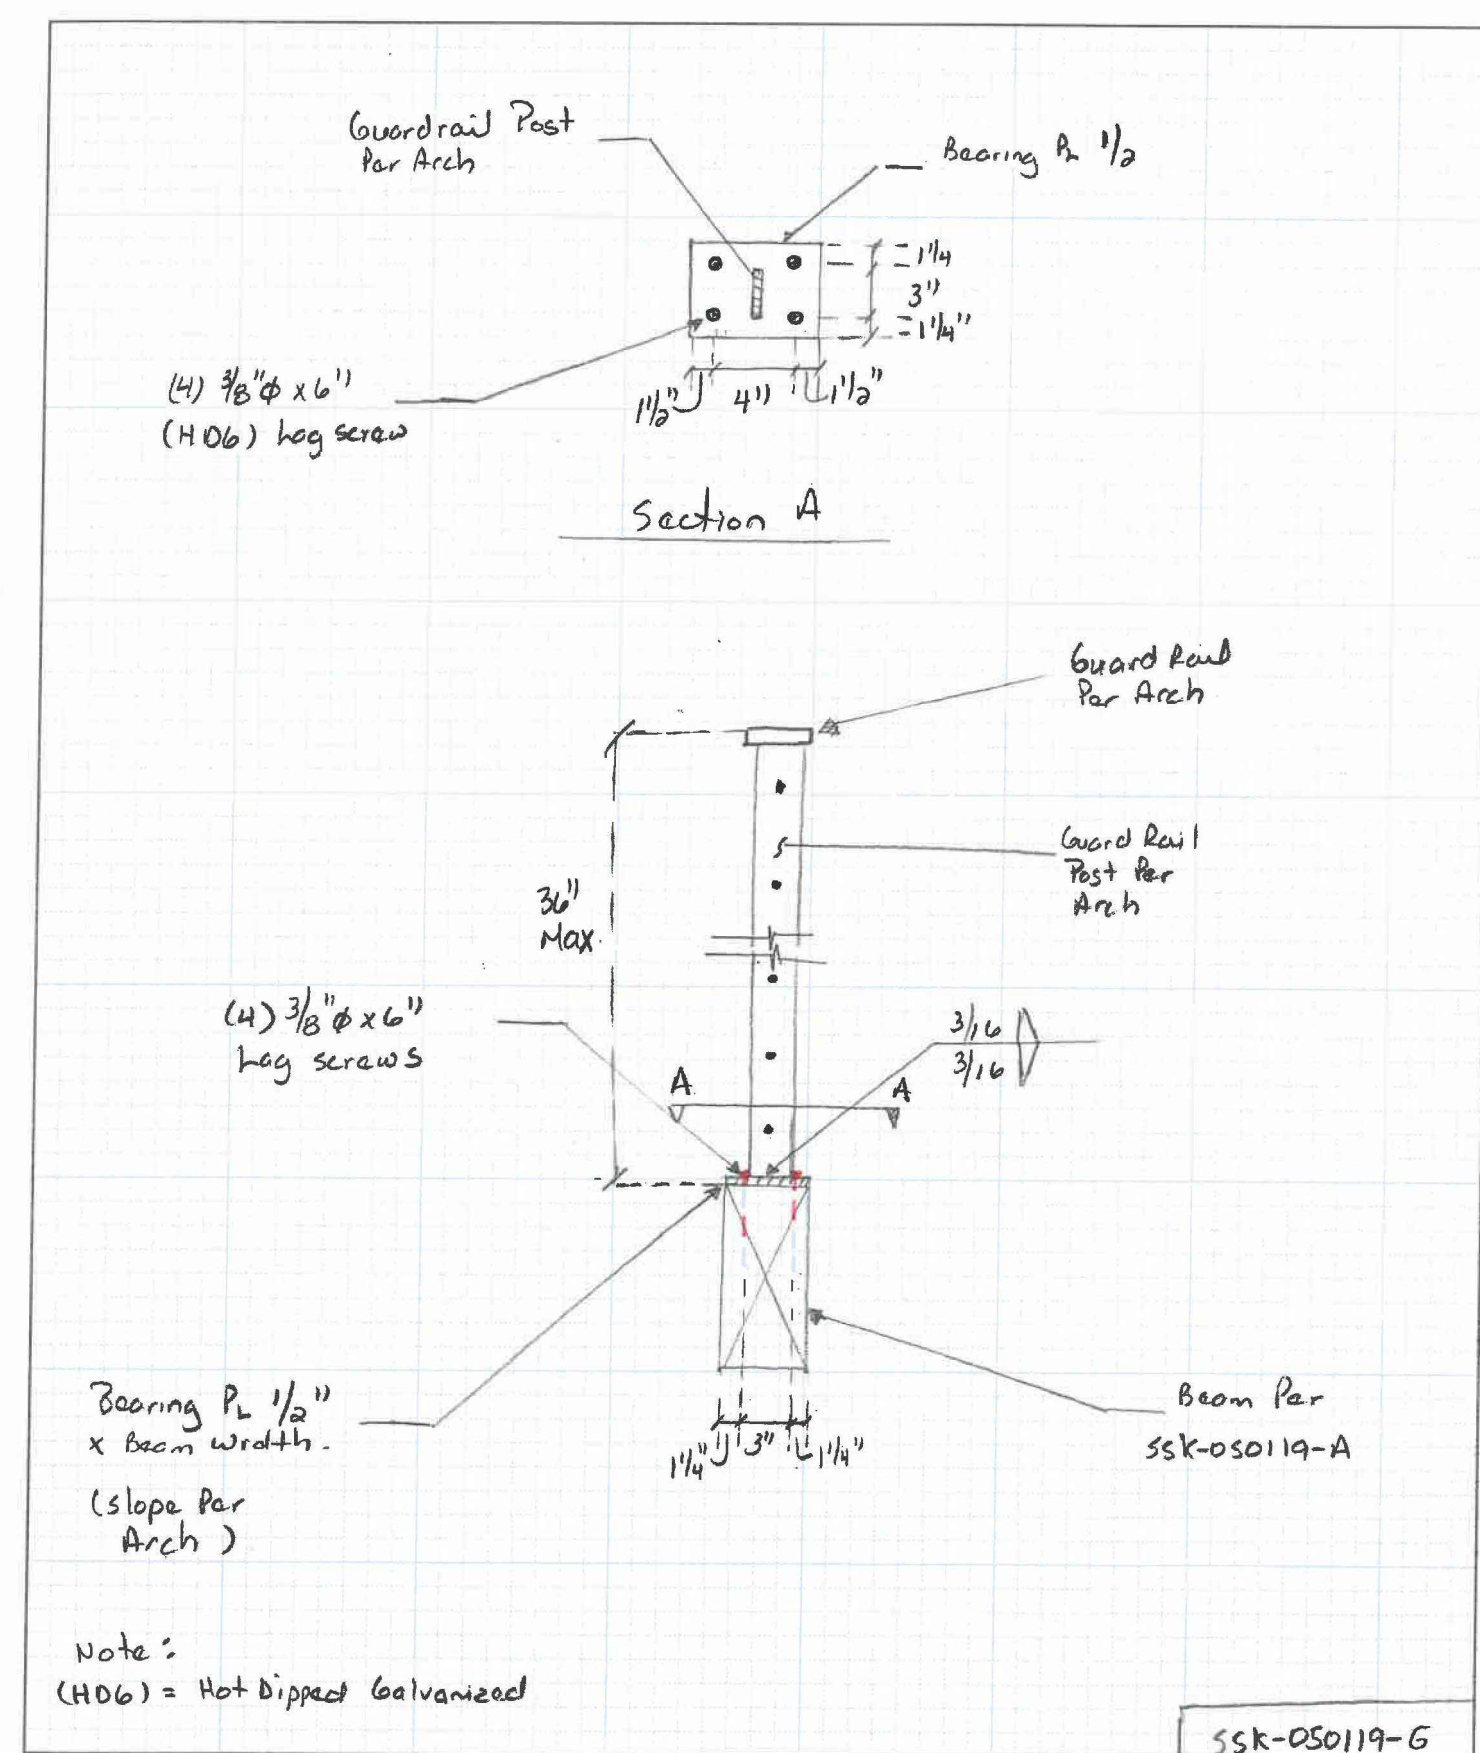 Guardrail Post
Per Arch
Bearing PL 1/2
1 1/4
3"
1 1/4"
(4) 3/8"φ x 6"
(HDG) Lag screw
1 1/2"
4"
1 1/2"
Section A
Guard Rail
Per Arch
Guard Rail
Post Per
Arch
36"
Max.
(4) 3/8"φ x 6"
Lag screws
3/16
3/16
A
A
Bearing PL 1/2"
x Beam width.
(slope Per
Arch)
1 1/4"
3"
1 1/4"
Beam Per
SSK-050119-A
Note:
(HDG) = Hot Dipped Galvanized
SSK-050119-G